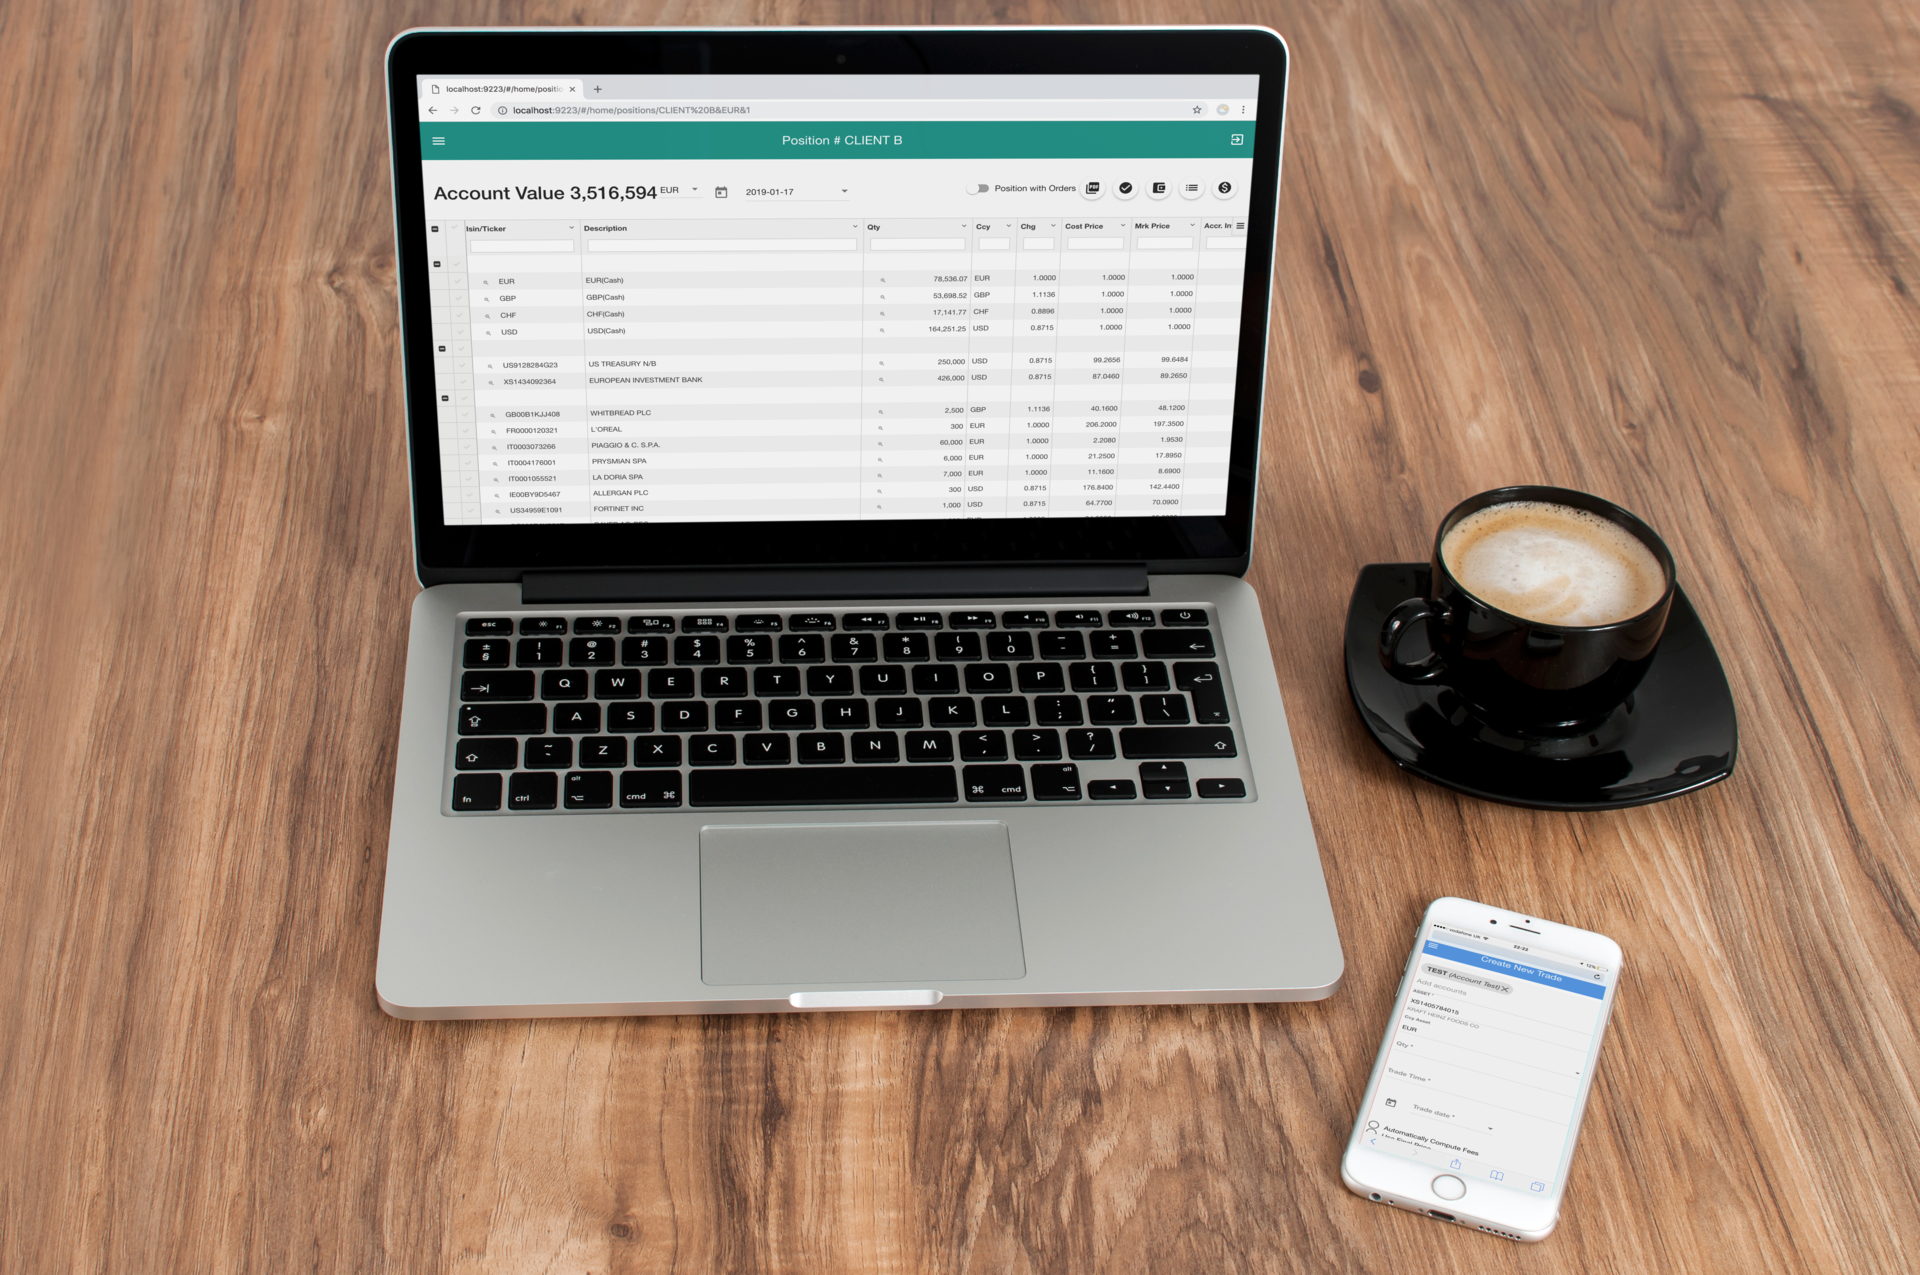 localhost:9223/#/home/positio
localhost:9223/#/home/positions/CLIENT%20B&EUR&1
Position # CLIENT B
Account Value 3,516,594 EUR 2019-01-17 Position with Orders PDF
Isin/Ticker Description Qty Ccy Chg Cost Price Mrk Price Accr. In
EUR EUR(Cash) 78,536.07 EUR 1.0000 1.0000 1.0000
GBP GBP(Cash) 53,698.52 GBP 1.1136 1.0000 1.0000
CHF CHF(Cash) 17,141.77 CHF 0.8896 1.0000 1.0000
USD USD(Cash) 164,251.25 USD 0.8715 1.0000 1.0000
US9128284G23 US TREASURY N/B 250,000 USD 0.8715 99.2656 99.6484
XS1434092364 EUROPEAN INVESTMENT BANK 426,000 USD 0.8715 87.0460 89.2650
GB00B1KJJ408 WHITBREAD PLC 2,500 GBP 1.1136 40.1600 48.1200
FR0000120321 L'OREAL 300 EUR 1.0000 206.2000 197.3500
IT0003073266 PIAGGIO & C. S.P.A. 60,000 EUR 1.0000 2.2080 1.9530
IT0004176001 PRYSMIAN SPA 6,000 EUR 1.0000 21.2500 17.8950
IT0001055521 LA DORIA SPA 7,000 EUR 1.0000 11.1600 8.6900
IE00BY9D5467 ALLERGAN PLC 300 USD 0.8715 176.8400 142.4400
US34959E1091 FORTINET INC 1,000 USD 0.8715 64.7700 70.0900
esc F1 F2 F3 F4 F5 F6 F7 F8 F9 F10 F11 F12
± ! @ # $ % ^ & * ( ) _ +
§ 1 2 3 4 5 6 7 8 9 0 - =
Q W E R T Y U I O P { [ } ]
A S D F G H J K L : ; " ' | \
~ Z X C V B N M < , > . ? /
fn ctrl alt cmd ⌘ ⌘ cmd alt
vodafone UK 22:22 12%
Create New Trade
TEST (Account Test) X
Add accounts
ASSET *
XS1405784015
KRAFT HEINZ FOODS CO
Ccy Asset
EUR
Qty *
Trade Time *
Trade date *
Automatically Compute Fees